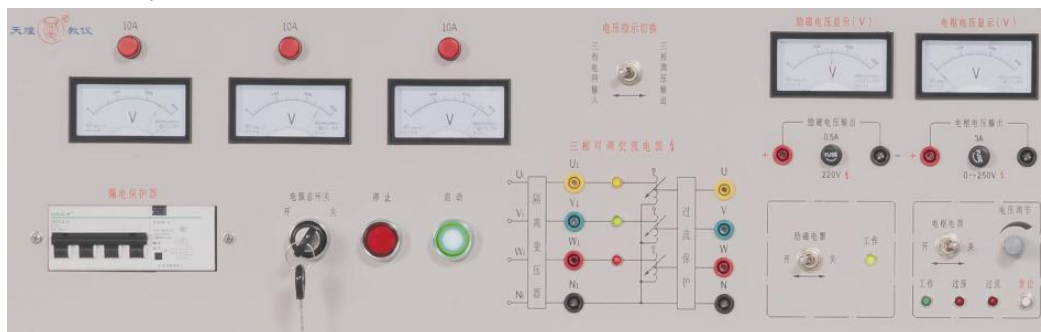 天煌教仪
10A
10A
10A
V
V
V
电压指示切换
三相电网输入
三相调压输出
励磁电压显示(V)
电枢电压显示(V)
V
V
励磁电压输出
0.5A
220V
+
-
电枢电压输出
3A
0~250V
+
-
漏电保护器
电源总开关
开
关
停止
启动
三相可调交流电源
U₁
V₁
W₁
N₁
隔离变压器
U₁
V₁
W₁
N₁
过流保护
U
V
W
N
励磁电源
开
关
工作
电枢电源
开
关
电压调节
工作
过压
过流
复位